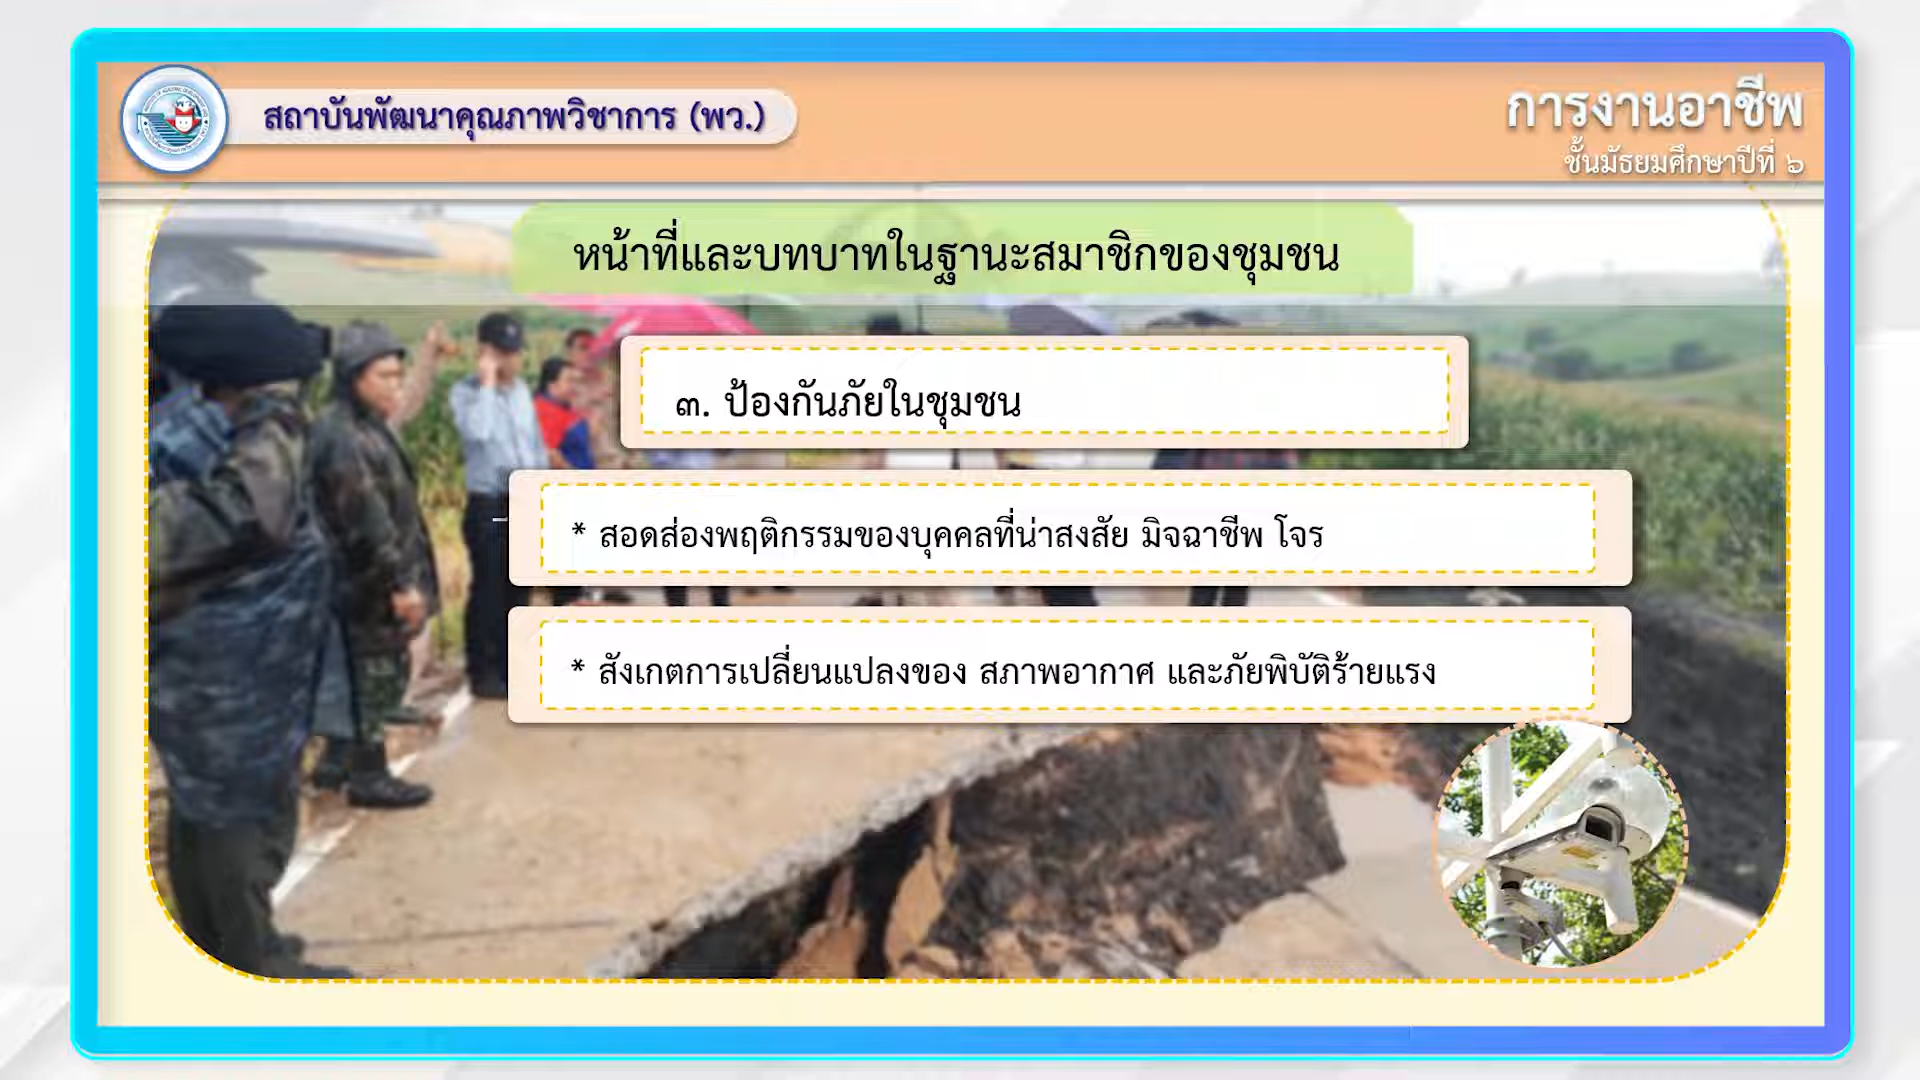 สถาบันพัฒนาคุณภาพวิชาการ (พว.)
การงานอาชีพ
ชั้นมัธยมศึกษาปีที่ ๖
หน้าที่และบทบาทในฐานะสมาชิกของชุมชน
๓. ป้องกันภัยในชุมชน
* สอดส่องพฤติกรรมของบุคคลที่น่าสงสัย มิจฉาชีพ โจร
* สังเกตการเปลี่ยนแปลงของ สภาพอากาศ และภัยพิบัติร้ายแรง